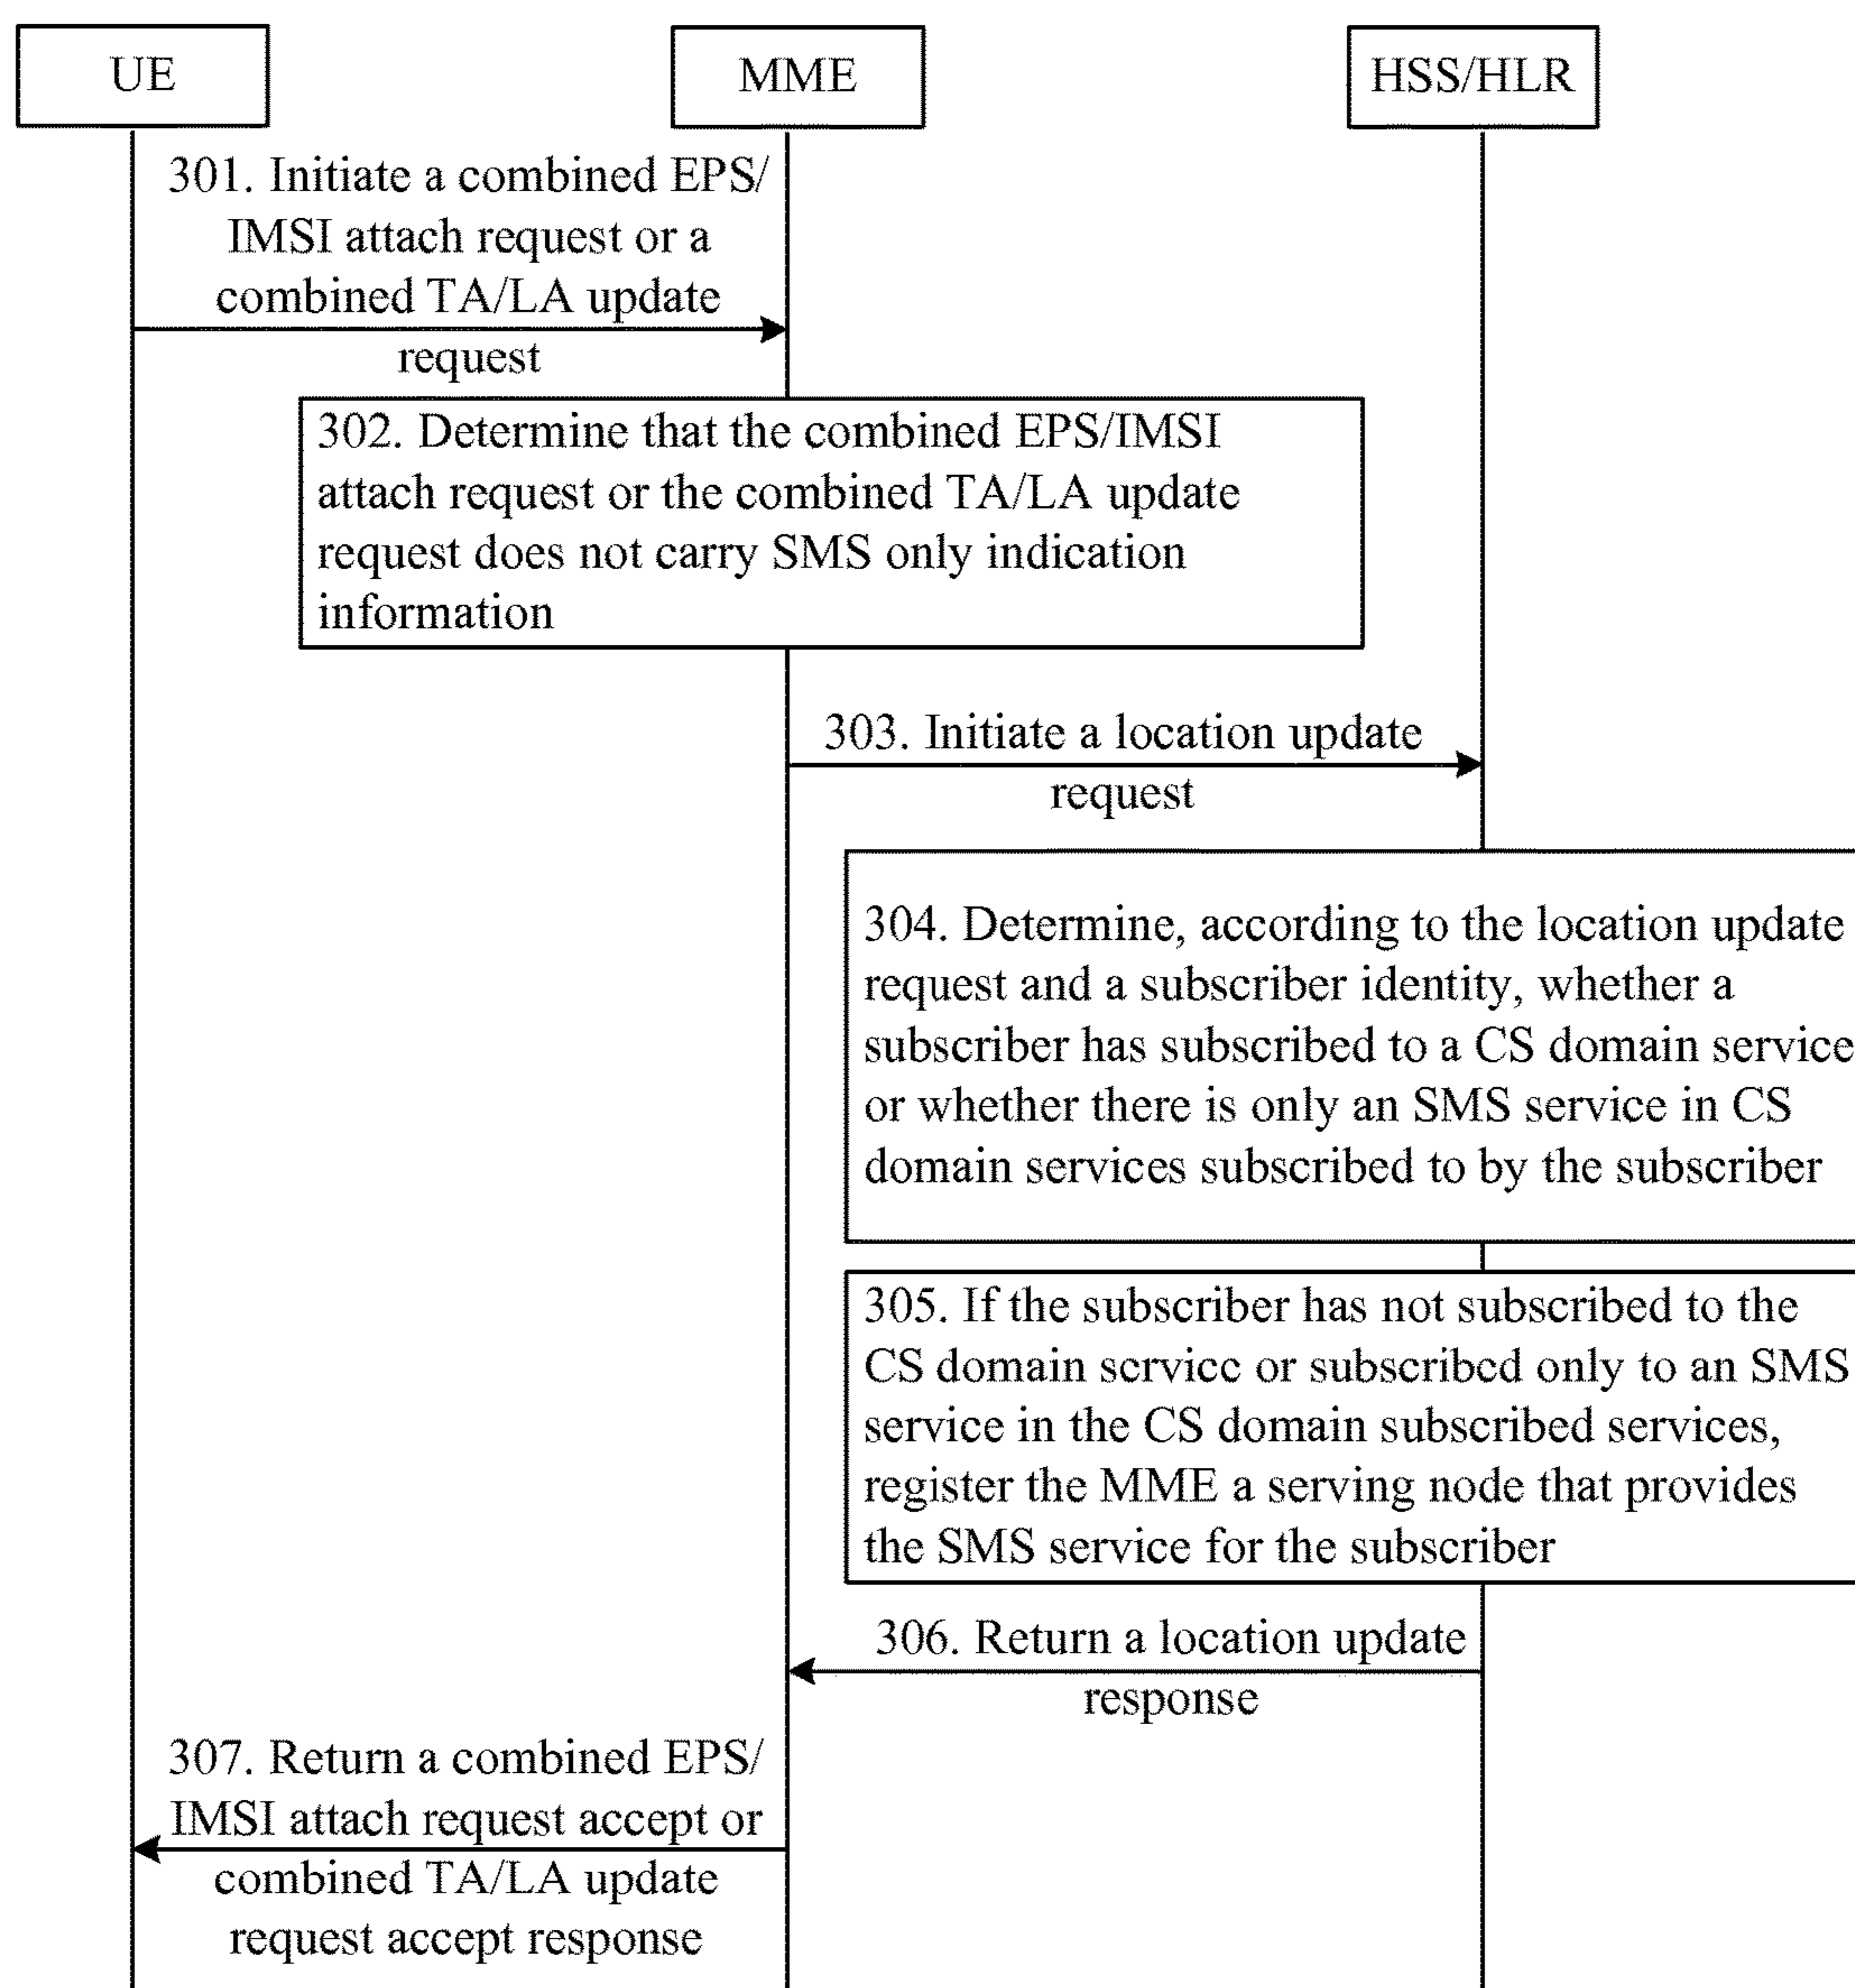 UE
MME
HSS/HLR
301. Initiate a combined EPS/
IMSI attach request or a
combined TA/LA update
request
302. Determine that the combined EPS/IMSI
attach request or the combined TA/LA update
request does not carry SMS only indication
information
303. Initiate a location update
request
304. Determine, according to the location update
request and a subscriber identity, whether a
subscriber has subscribed to a CS domain service
or whether there is only an SMS service in CS
domain services subscribed to by the subscriber
305. If the subscriber has not subscribed to the
CS domain service or subscribed only to an SMS
service in the CS domain subscribed services,
register the MME a serving node that provides
the SMS service for the subscriber
306. Return a location update
response
307. Return a combined EPS/
IMSI attach request accept or
combined TA/LA update
request accept response